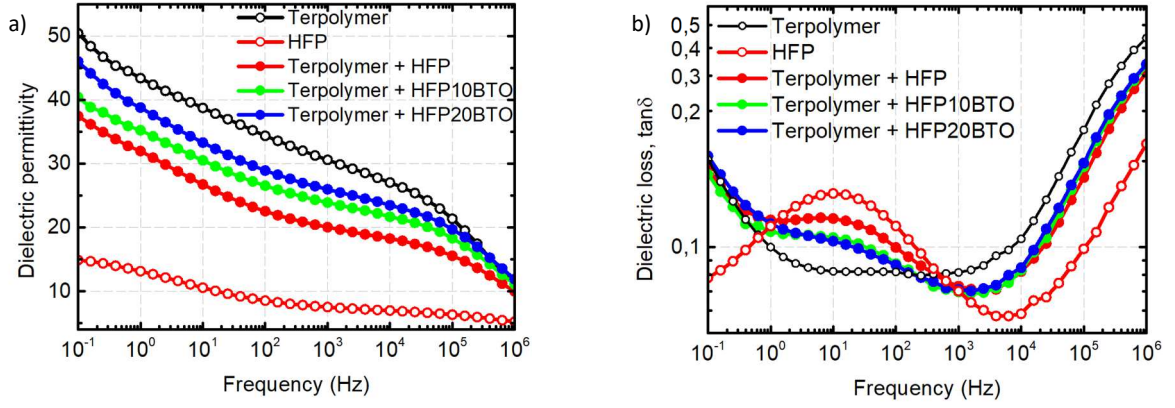 a)
Dielectric permittivity
50
40
30
20
10
Terpolymer
HFP
Terpolymer + HFP
Terpolymer + HFP10BTO
Terpolymer + HFP20BTO
10⁻¹ 10⁰ 10¹ 10² 10³ 10⁴ 10⁵ 10⁶
Frequency (Hz)
b)
Dielectric loss, tanδ
0,5
0,4
0,3
0,2
0,1
Terpolymer
HFP
Terpolymer + HFP
Terpolymer + HFP10BTO
Terpolymer + HFP20BTO
10⁻¹ 10⁰ 10¹ 10² 10³ 10⁴ 10⁵ 10⁶
Frequency (Hz)